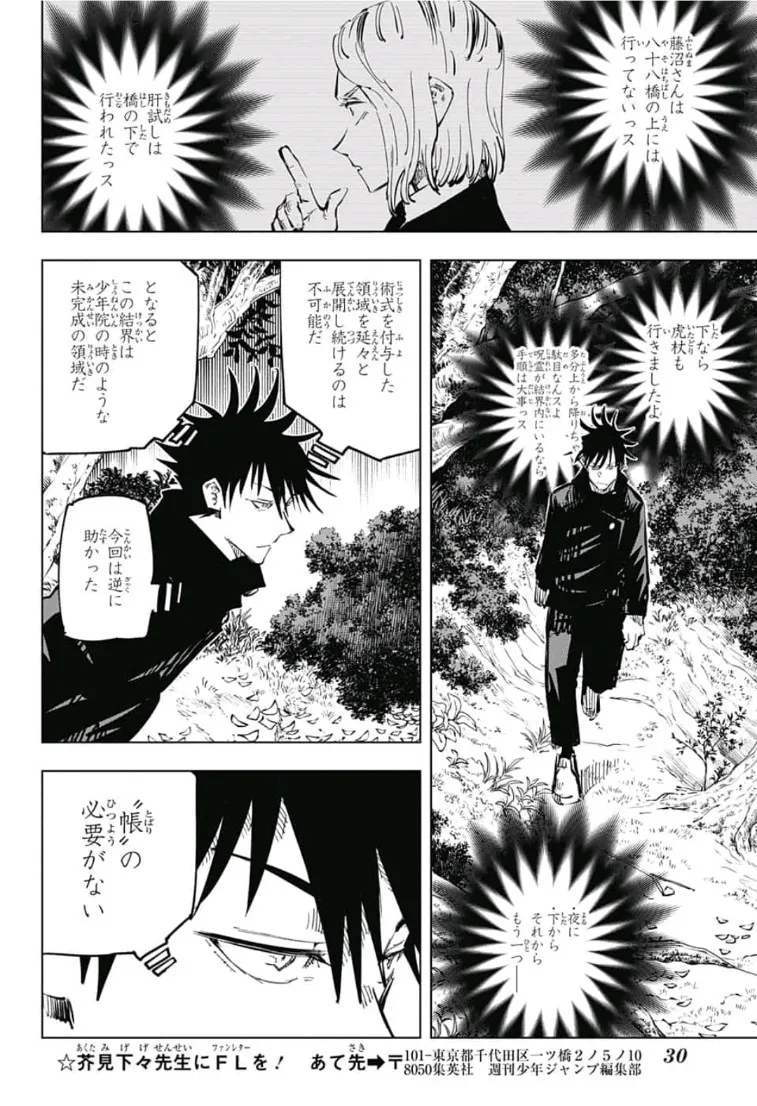 藤沼さんは
八十八橋の上には
行ってないっス
肝試しは
橋の下で
行われたっス
下なら
虎杖も
行きましたよ
多分上から降りちゃ
駄目なんスよ
呪霊が結界内にいるなら
手順は大事っス
夜に
下から
それから
もう一つ——
術式を付与した
領域を延々と
展開し続けるのは
不可能だ
となると
この結界は
少年院の時のような
未完成の領域だ
今回は逆に
助かった
〝帳〟の
必要がない
☆芥見下々先生にFLを! あて先➡〒101-8050 東京都千代田区一ツ橋2ノ5ノ10
集英社 週刊少年ジャンプ編集部
30